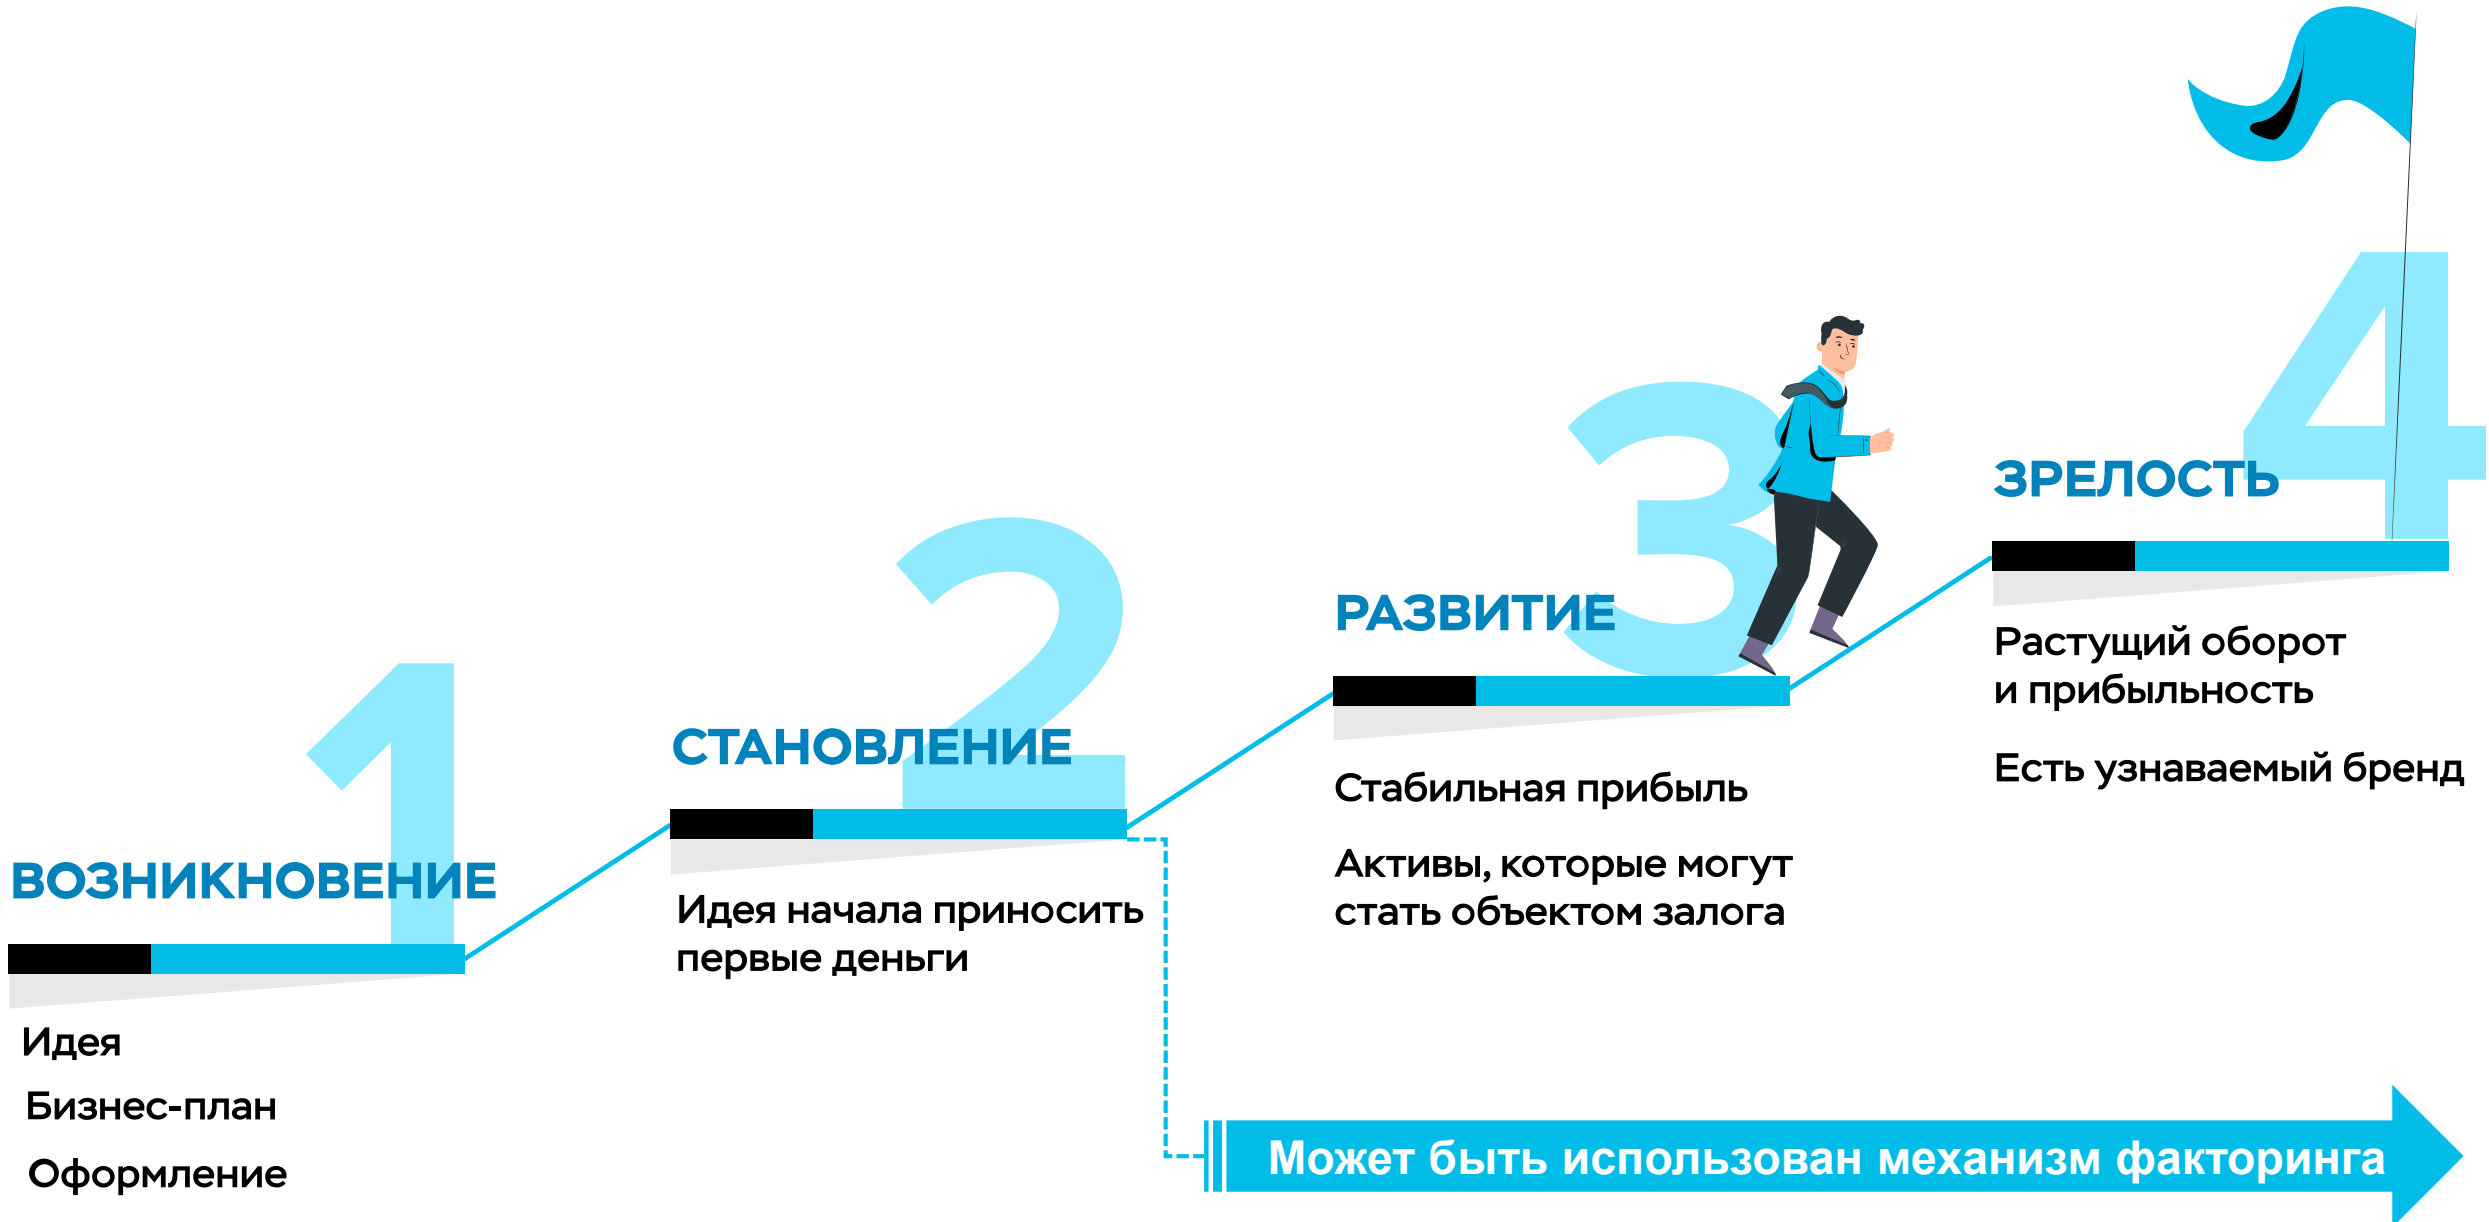 1
ВОЗНИКНОВЕНИЕ
Идея
Бизнес-план
Оформление
2
СТАНОВЛЕНИЕ
Идея начала приносить
первые деньги
3
РАЗВИТИЕ
Стабильная прибыль
Активы, которые могут
стать объектом залога
4
ЗРЕЛОСТЬ
Растущий оборот
и прибыльность
Есть узнаваемый бренд
Может быть использован механизм факторинга